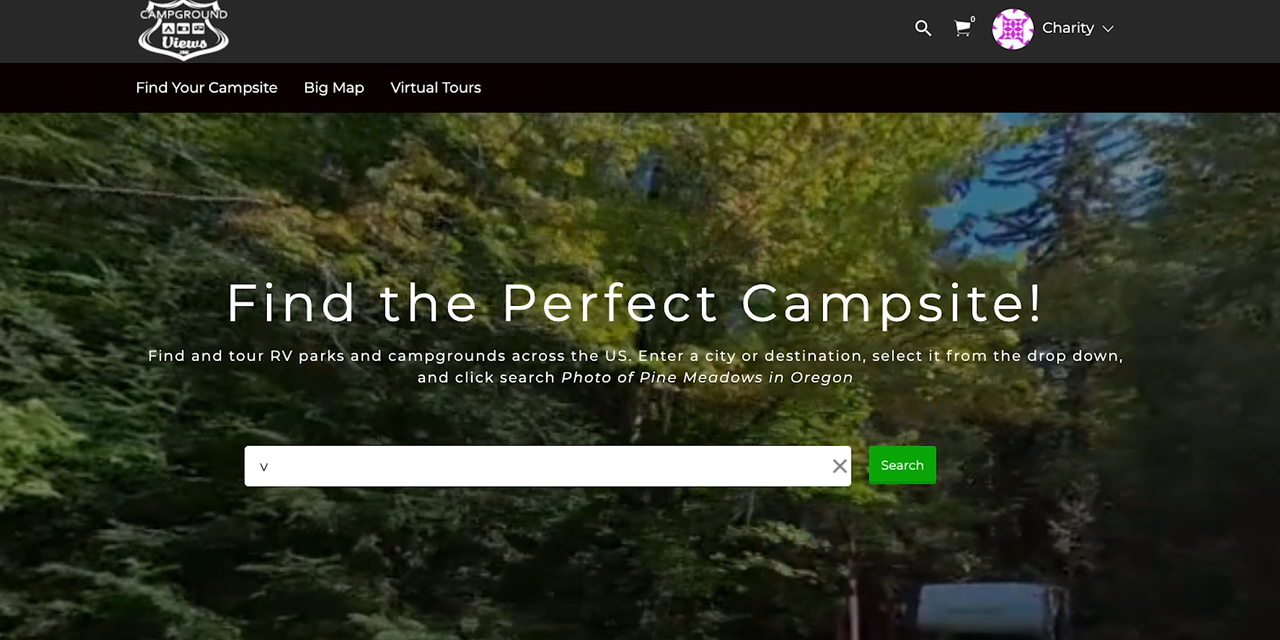 CAMPGROUND
Views
0
Charity
Find Your Campsite
Big Map
Virtual Tours
Find the Perfect Campsite!
Find and tour RV parks and campgrounds across the US. Enter a city or destination, select it from the drop down,
and click search Photo of Pine Meadows in Oregon
v
Search